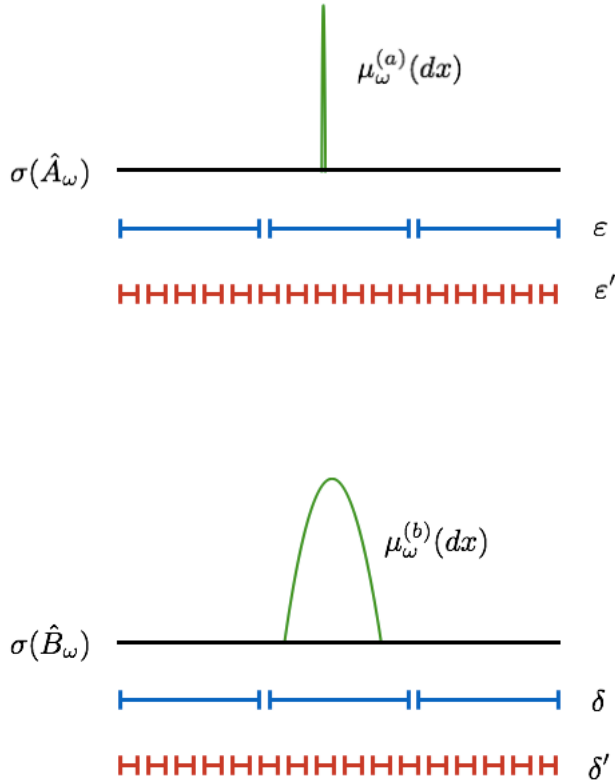 μ_ω^{(a)}(dx)
σ(Â_ω)
ε
ε′
μ_ω^{(b)}(dx)
σ(B̂_ω)
δ
δ′